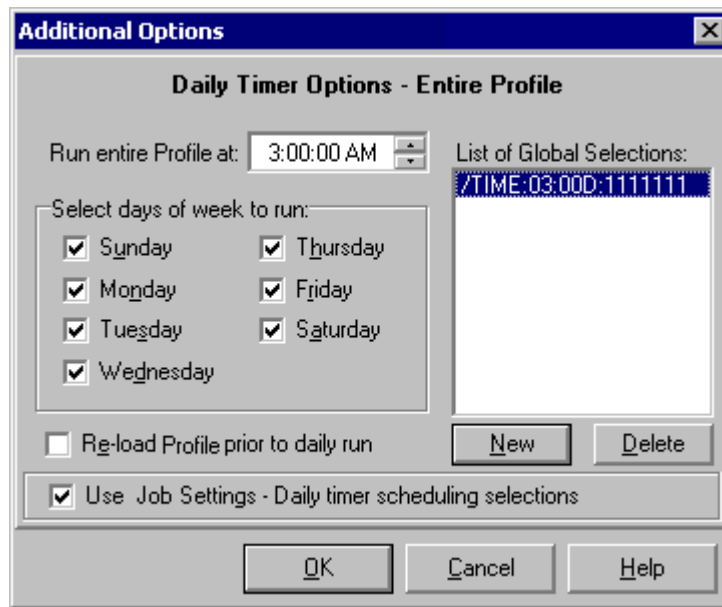 Additional Options
Daily Timer Options - Entire Profile
Run entire Profile at: 3:00:00 AM
List of Global Selections:
/TIME:03:00D:1111111
Select days of week to run:
Sunday Thursday
Monday Friday
Tuesday Saturday
Wednesday
Re-load Profile prior to daily run
New Delete
Use Job Settings - Daily timer scheduling selections
OK Cancel Help